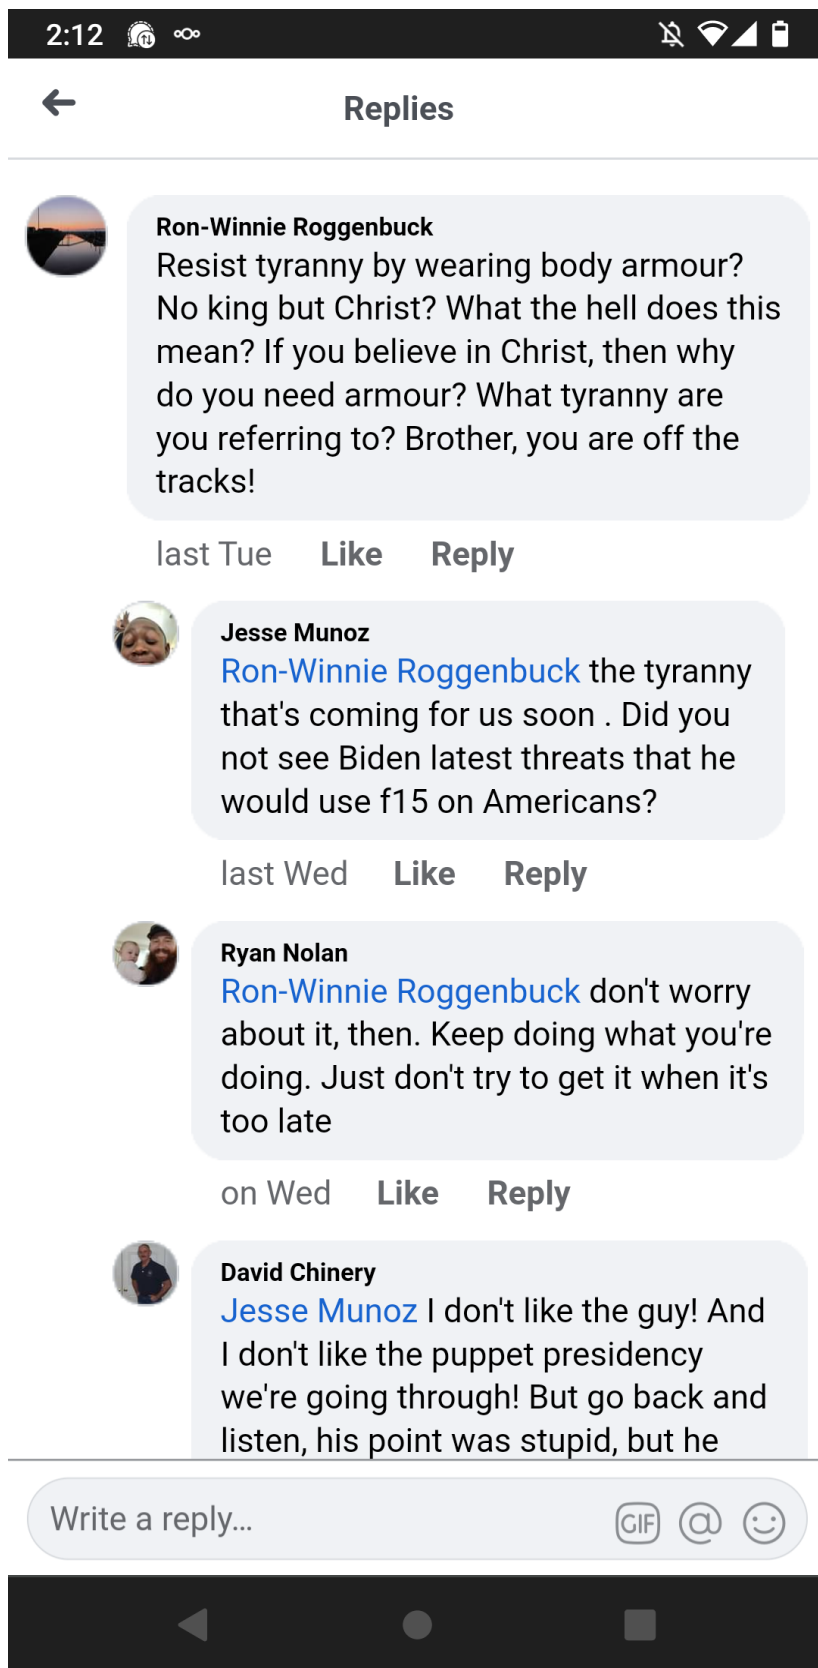 2:12
Replies
Ron-Winnie Roggenbuck
Resist tyranny by wearing body armour?
No king but Christ? What the hell does this
mean? If you believe in Christ, then why
do you need armour? What tyranny are
you referring to? Brother, you are off the
tracks!
last Tue Like Reply
Jesse Munoz
Ron-Winnie Roggenbuck the tyranny
that's coming for us soon . Did you
not see Biden latest threats that he
would use f15 on Americans?
last Wed Like Reply
Ryan Nolan
Ron-Winnie Roggenbuck don't worry
about it, then. Keep doing what you're
doing. Just don't try to get it when it's
too late
on Wed Like Reply
David Chinery
Jesse Munoz I don't like the guy! And
I don't like the puppet presidency
we're going through! But go back and
listen, his point was stupid, but he
Write a reply...
GIF @